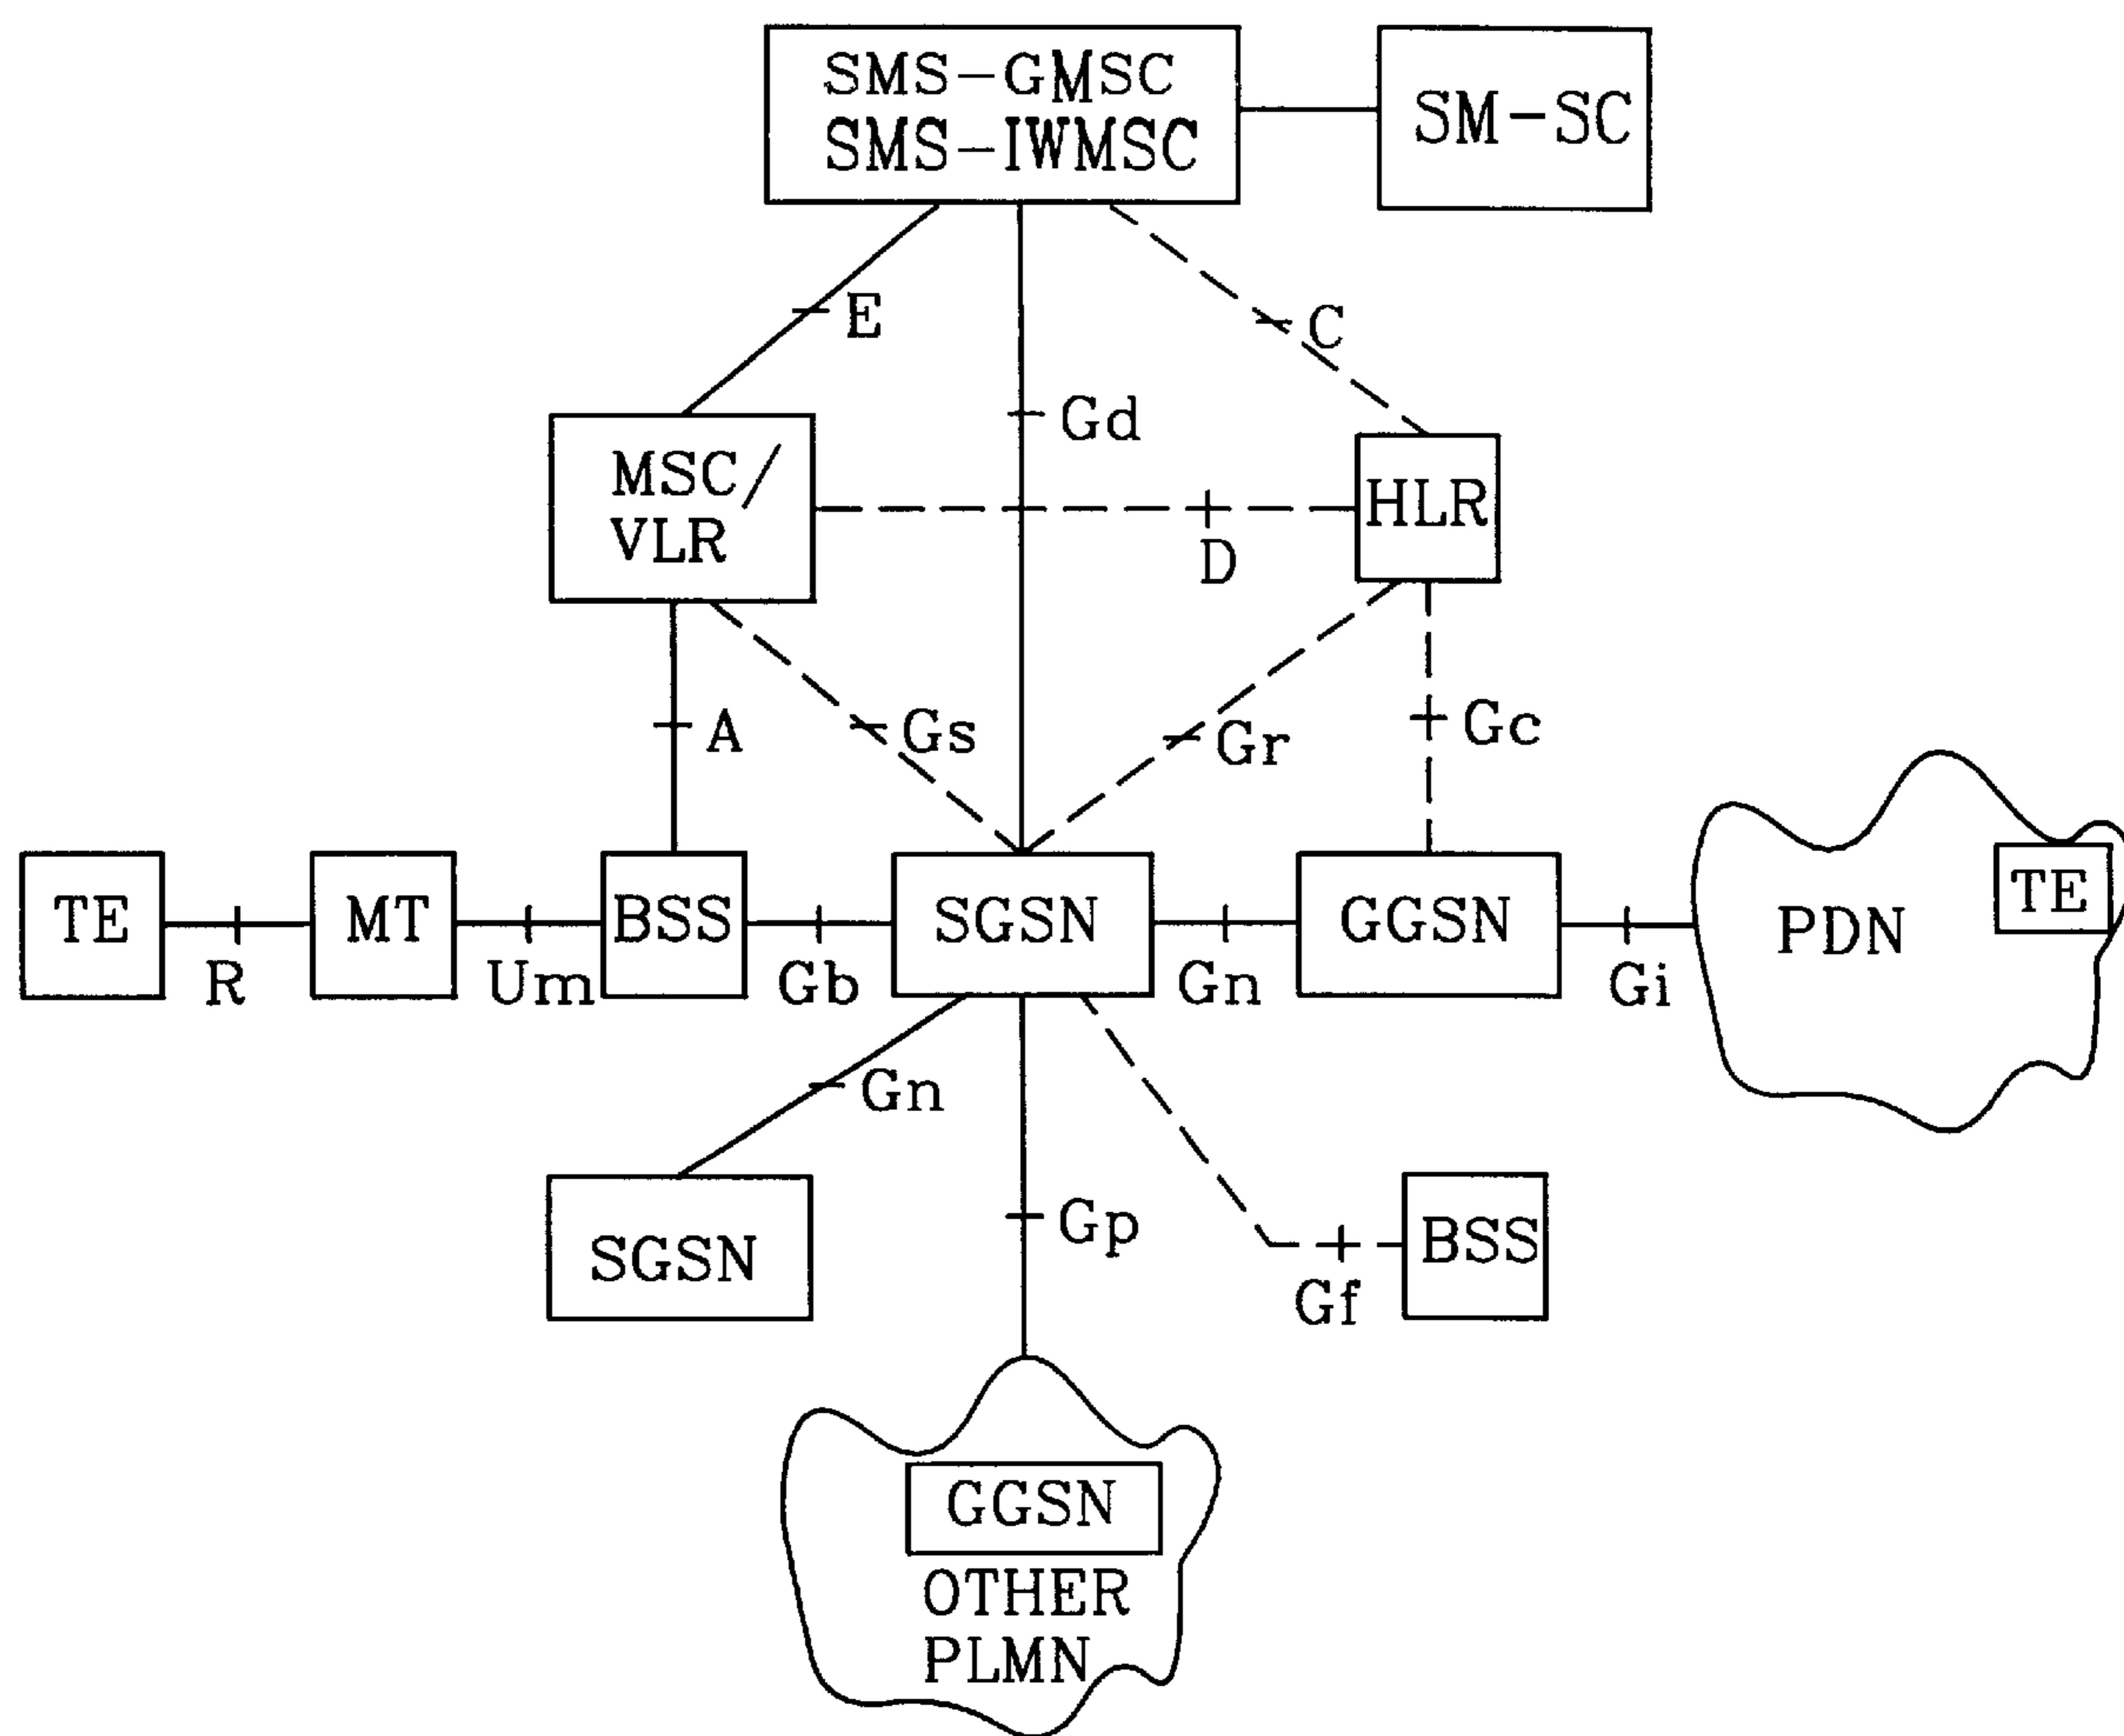 SMS-GMSC
SMS-IWMSC
SM-SC
E
C
Gd
MSC/
VLR
HLR
D
A
Gs
Gr
Gc
TE
MT
BSS
SGSN
GGSN
PDN
TE
R
Um
Gb
Gn
Gi
Gn
SGSN
Gp
BSS
Gf
GGSN
OTHER
PLMN